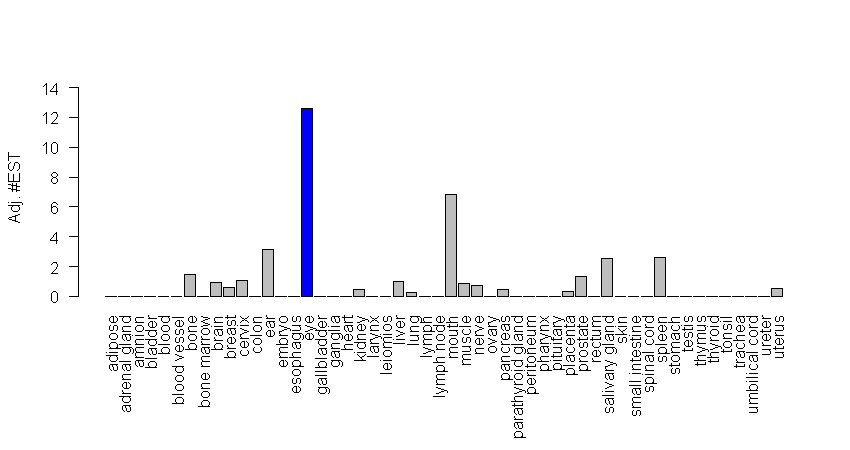 Adj. #EST
14
12
10
8
6
4
2
0
adipose
adrenal gland
amnion
bladder
blood
blood vessel
bone
bone marrow
brain
breast
cervix
colon
ear
embryo
esophagus
eye
gallbladder
ganglia
heart
kidney
larynx
leiomios
liver
lung
lymph
lymph node
mouth
muscle
nerve
ovary
pancreas
parathyroid gland
peritoneum
pharynx
pituitary
placenta
prostate
rectum
salivary gland
skin
small intestine
spinal cord
spleen
stomach
testis
thymus
thyroid
tonsil
trachea
umbilical cord
ureter
uterus